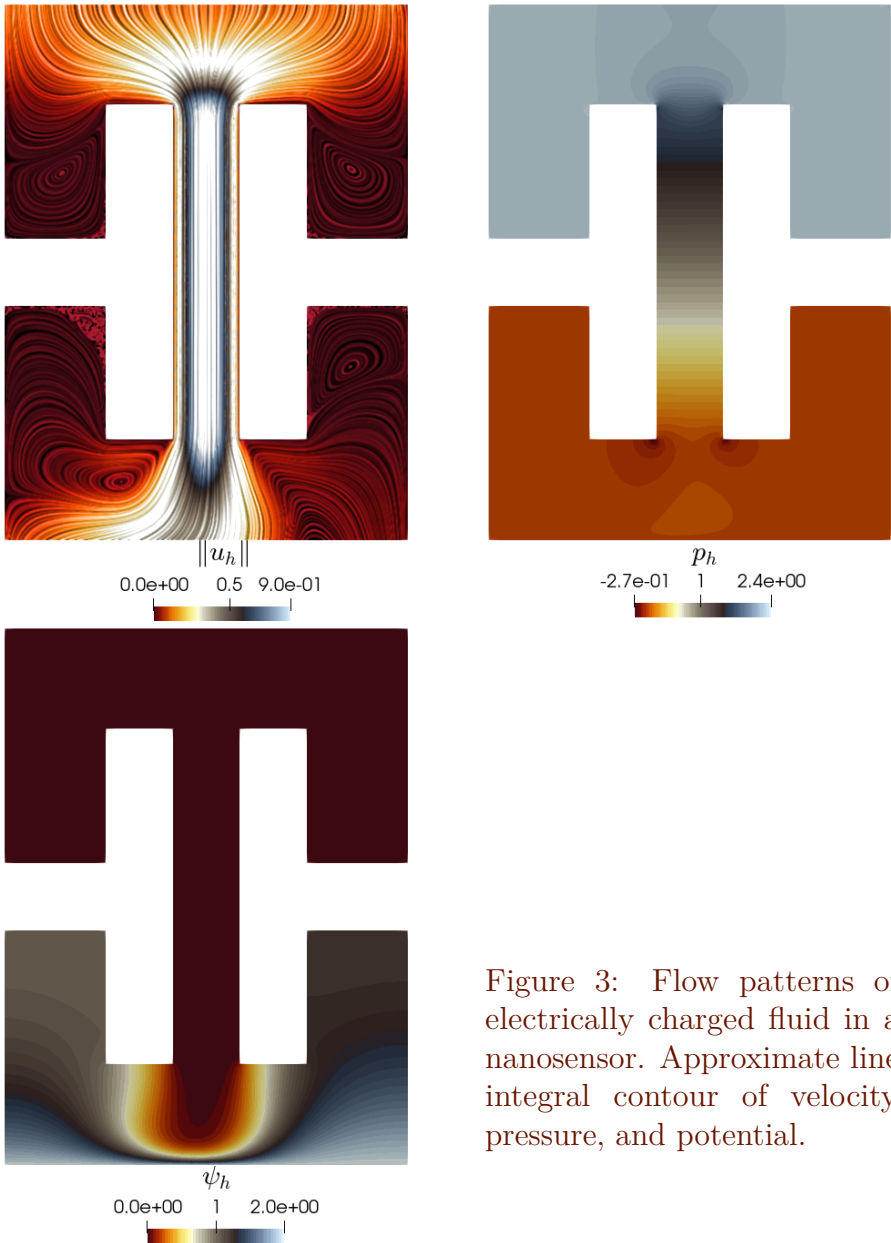 ‖u_h‖
0.0e+00 0.5 9.0e-01
p_h
-2.7e-01 1 2.4e+00
ψ_h
0.0e+00 1 2.0e+00
Figure 3: Flow patterns of
electrically charged fluid in a
nanosensor. Approximate line
integral contour of velocity,
pressure, and potential.